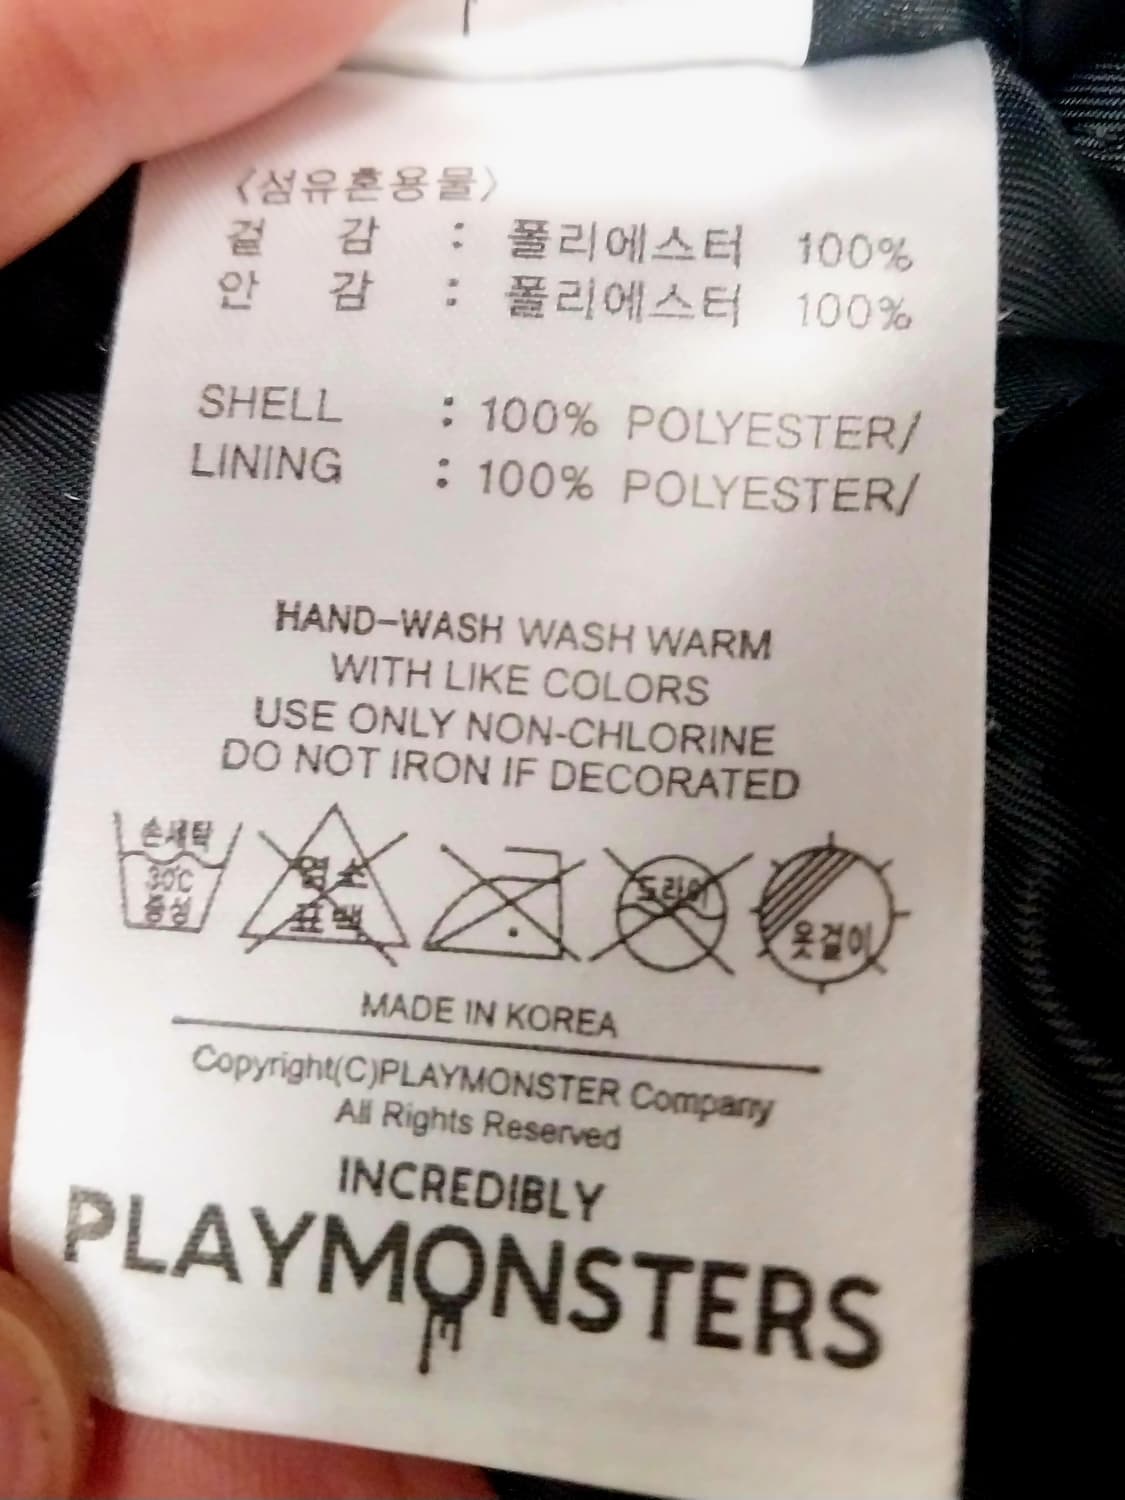 <섬유혼용률>
겉 감 : 폴리에스터 100%
안 감 : 폴리에스터 100%
SHELL : 100% POLYESTER/
LINING : 100% POLYESTER/
HAND-WASH WASH WARM
WITH LIKE COLORS
USE ONLY NON-CHLORINE
DO NOT IRON IF DECORATED
손세탁
30℃
중성
염소
표백
드라이
옷걸이
MADE IN KOREA
Copyright(C)PLAYMONSTER Company
All Rights Reserved
INCREDIBLY
PLAYMONSTERS